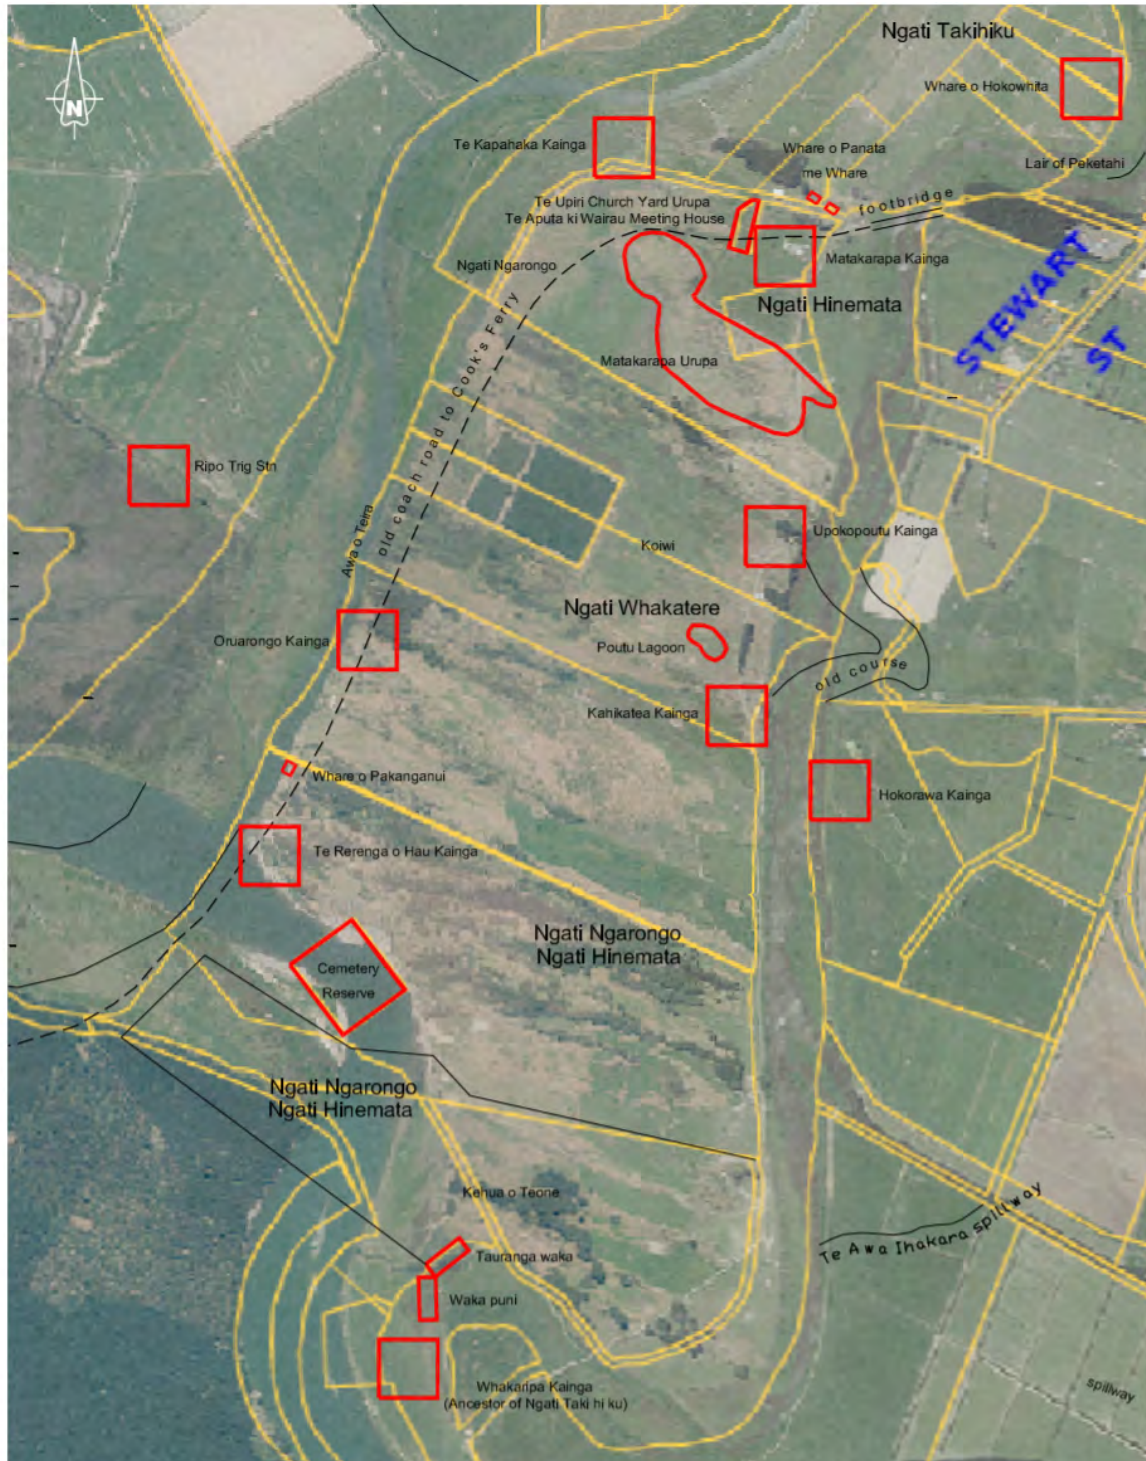 Ngati Takihiku
N
Whare o Hokowhita
Te Kapahaka Kainga
Whare o Panata
me Whare
Lair of Peketahi
footbridge
Te Upiri Church Yard Urupa
Te Aputa ki Wairau Meeting House
Ngati Ngarongo
Matakarapa Kainga
STEWART
ST
Ngati Hinemata
old coach road to Cook's Ferry
Matakarapa Urupa
Ripo Trig Stn
Awa o Teira
Upokopoutu Kainga
Koiwi
Ngati Whakatere
Oruarongo Kainga
Poutu Lagoon
old course
Kahikatea Kainga
Whare o Pakanganui
Hokorawa Kainga
Te Rerenga o Hau Kainga
Ngati Ngarongo
Ngati Hinemata
Cemetery
Reserve
Ngati Ngarongo
Ngati Hinemata
Kehua o Teone
Te Awa Ihakara spillway
Tauranga waka
Waka puni
Whakaripa Kainga
(Ancestor of Ngati Taki hi ku)
spillway